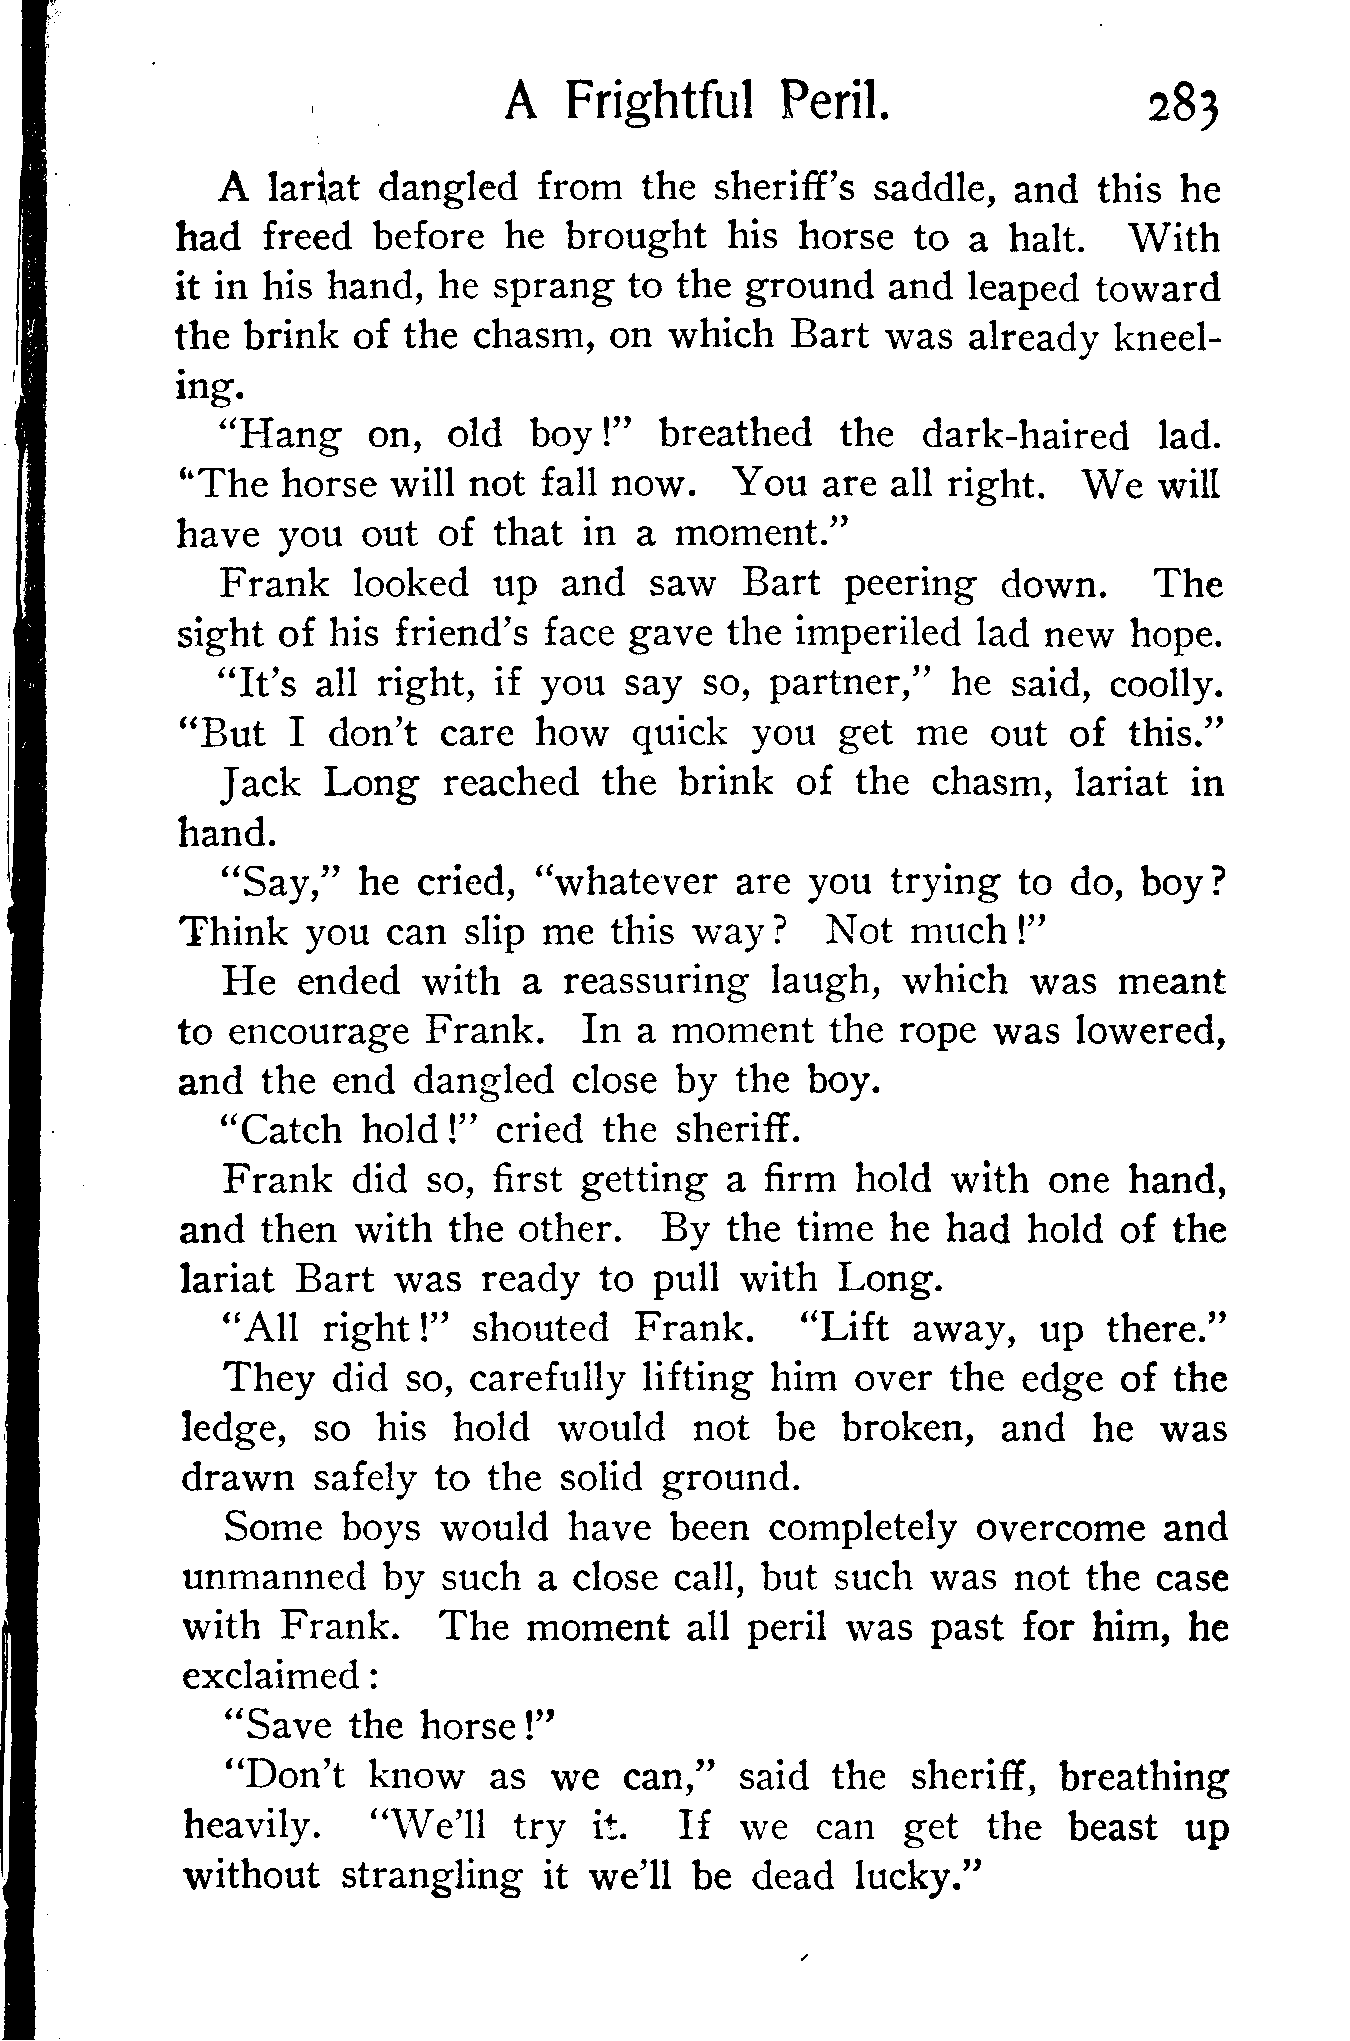 A Frightful Peril. 283
A lariat dangled from the sheriff's saddle, and this he
had freed before he brought his horse to a halt. With
it in his hand, he sprang to the ground and leaped toward
the brink of the chasm, on which Bart was already kneel-
ing.
"Hang on, old boy!" breathed the dark-haired lad.
"The horse will not fall now. You are all right. We will
have you out of that in a moment."
Frank looked up and saw Bart peering down. The
sight of his friend's face gave the imperiled lad new hope.
"It's all right, if you say so, partner," he said, coolly.
"But I don't care how quick you get me out of this."
Jack Long reached the brink of the chasm, lariat in
hand.
"Say," he cried, "whatever are you trying to do, boy?
Think you can slip me this way? Not much!"
He ended with a reassuring laugh, which was meant
to encourage Frank. In a moment the rope was lowered,
and the end dangled close by the boy.
"Catch hold!" cried the sheriff.
Frank did so, first getting a firm hold with one hand,
and then with the other. By the time he had hold of the
lariat Bart was ready to pull with Long.
"All right!" shouted Frank. "Lift away, up there."
They did so, carefully lifting him over the edge of the
ledge, so his hold would not be broken, and he was
drawn safely to the solid ground.
Some boys would have been completely overcome and
unmanned by such a close call, but such was not the case
with Frank. The moment all peril was past for him, he
exclaimed:
"Save the horse!"
"Don't know as we can," said the sheriff, breathing
heavily. "We'll try it. If we can get the beast up
without strangling it we'll be dead lucky."